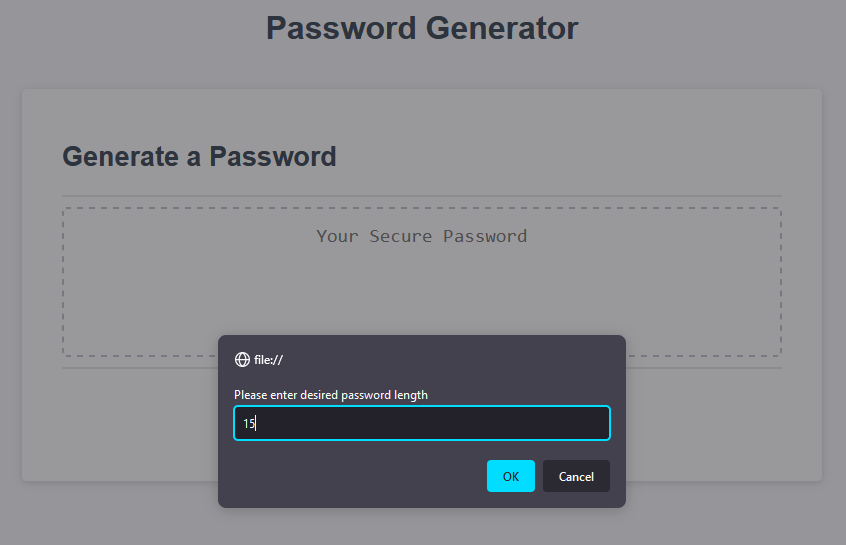 Password Generator
Generate a Password
Your Secure Password
file://
Please enter desired password length
15
OK Cancel